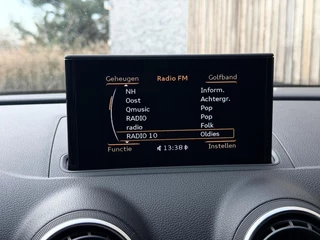 Geheugen Radio FM Golfband
NH Inform.
Oost Achtergr.
Qmusic Pop
RADIO Pop
radio Folk
RADIO 10 Oldies
Functie 13:38 Instellen